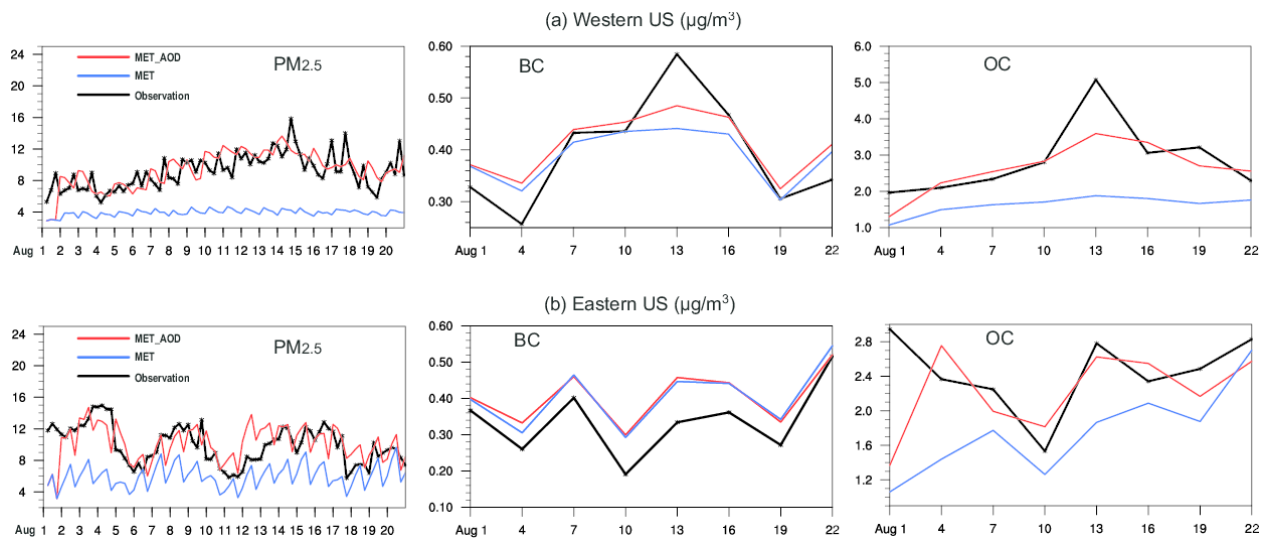 (a) Western US (µg/m³)
24
20
16
12
8
4
MET_AOD
MET
Observation
PM2.5
Aug 1 2 3 4 5 6 7 8 9 10 11 12 13 14 15 16 17 18 19 20
0.60
0.50
0.40
0.30
BC
Aug 1 4 7 10 13 16 19 22
6.0
5.0
4.0
3.0
2.0
1.0
OC
Aug 1 4 7 10 13 16 19 22
(b) Eastern US (µg/m³)
24
20
16
12
8
4
MET_AOD
MET
Observation
PM2.5
Aug 1 2 3 4 5 6 7 8 9 10 11 12 13 14 15 16 17 18 19 20
0.60
0.50
0.40
0.30
0.20
0.10
BC
Aug 1 4 7 10 13 16 19 22
2.8
2.4
2.0
1.6
1.2
OC
Aug 1 4 7 10 13 16 19 22